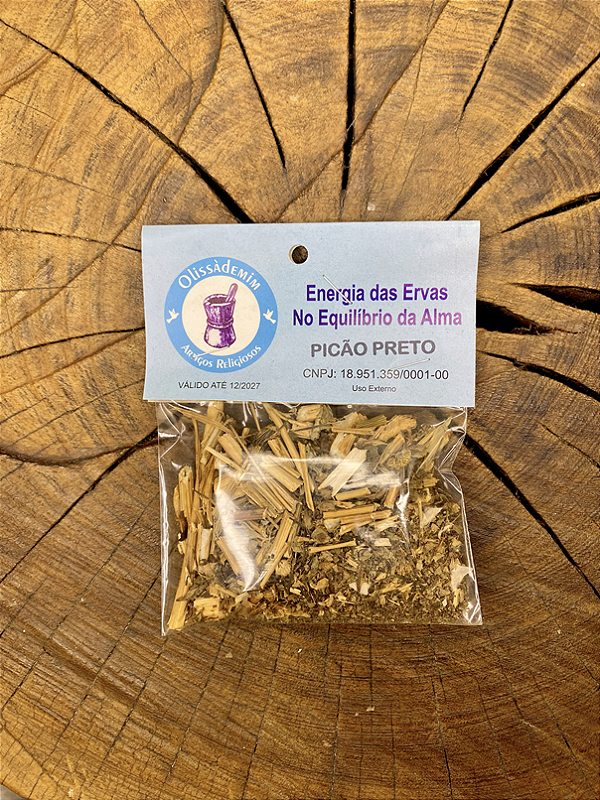 Olissàdemim
Artigos Religiosos
VÁLIDO ATÉ 12/2027
Energia das Ervas
No Equilíbrio da Alma
PICÃO PRETO
CNPJ: 18.951.359/0001-00
Uso Externo